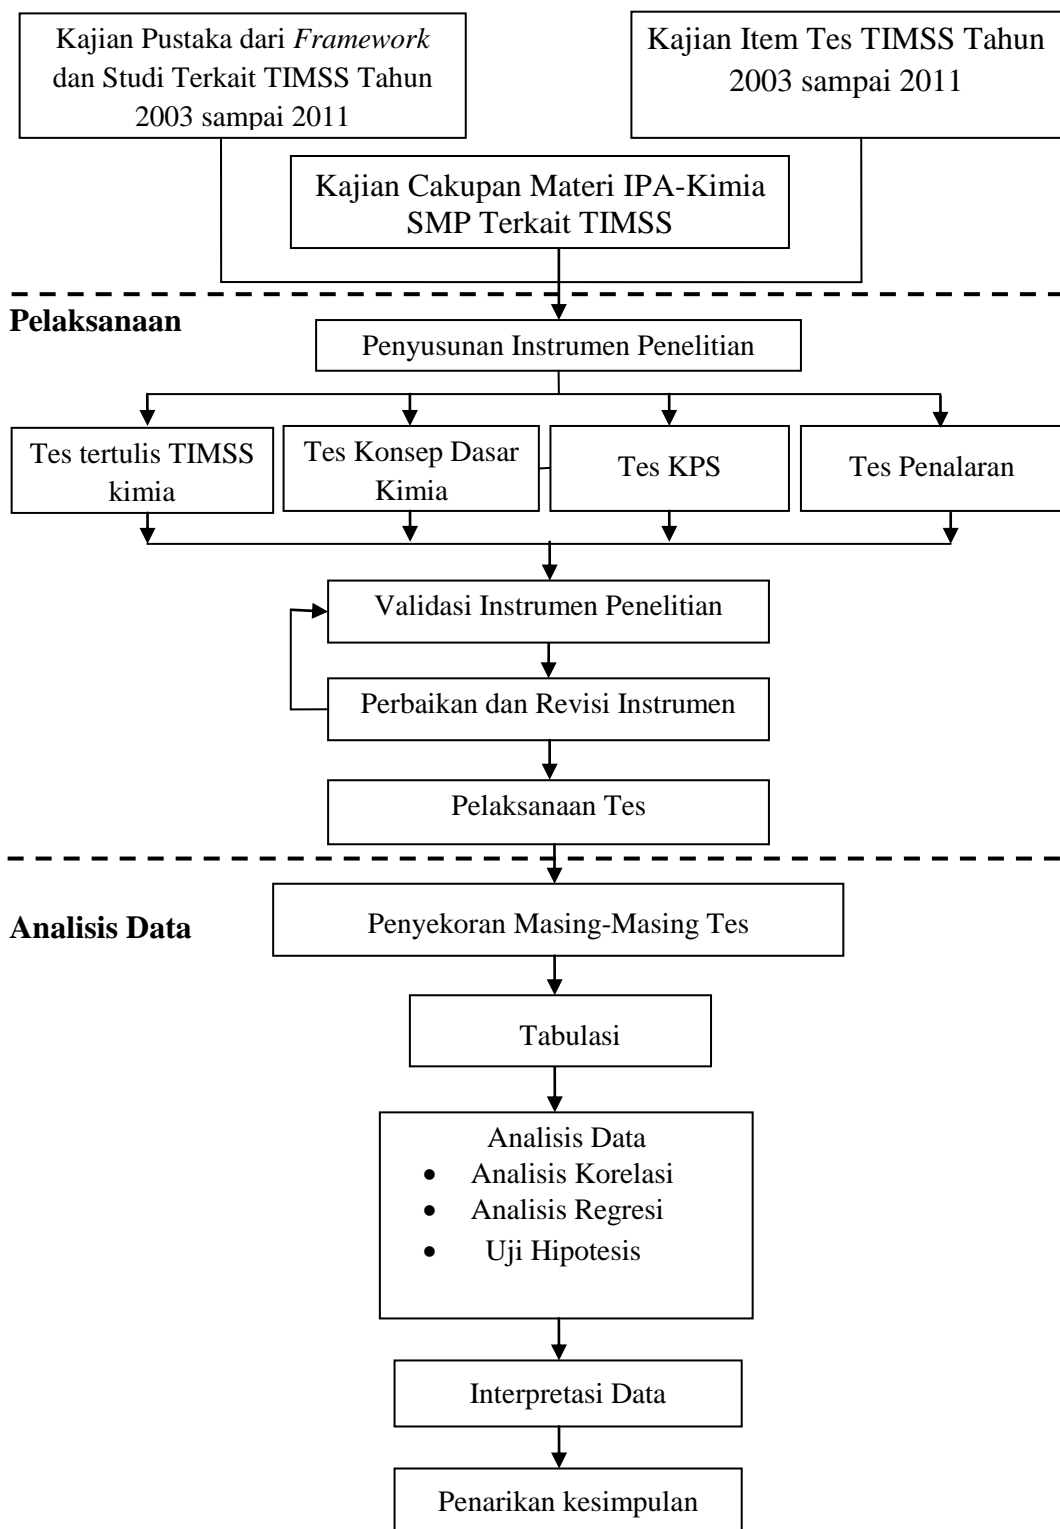 Kajian Pustaka dari Framework
dan Studi Terkait TIMSS Tahun
2003 sampai 2011
Kajian Item Tes TIMSS Tahun
2003 sampai 2011
Kajian Cakupan Materi IPA-Kimia
SMP Terkait TIMSS
Pelaksanaan
Penyusunan Instrumen Penelitian
Tes tertulis TIMSS
kimia
Tes Konsep Dasar
Kimia
Tes KPS
Tes Penalaran
Validasi Instrumen Penelitian
Perbaikan dan Revisi Instrumen
Pelaksanaan Tes
Analisis Data
Penyekoran Masing-Masing Tes
Tabulasi
Analisis Data
• Analisis Korelasi
• Analisis Regresi
• Uji Hipotesis
Interpretasi Data
Penarikan kesimpulan